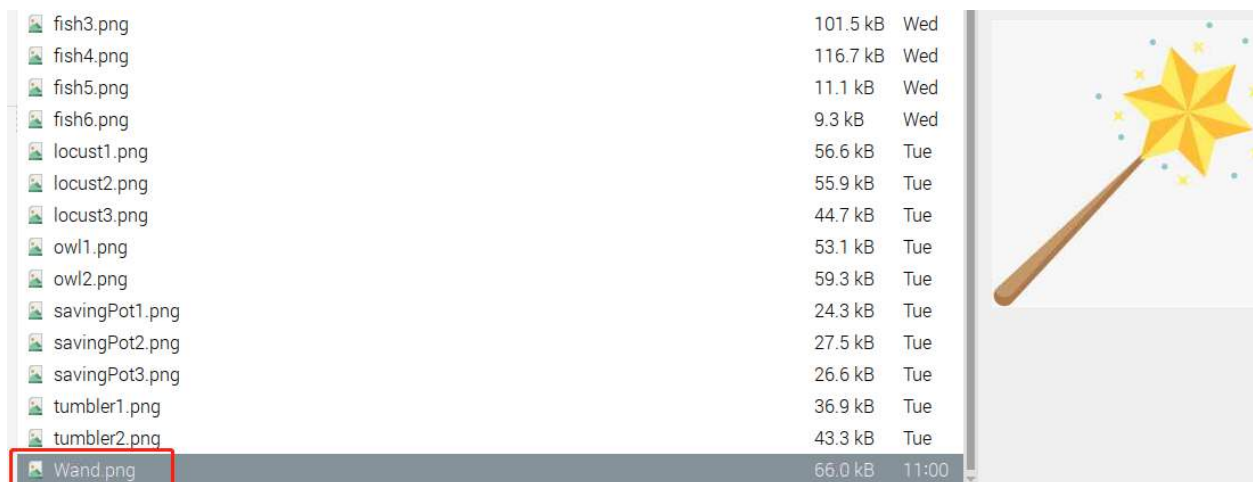 fish3.png 101.5 kB Wed
fish4.png 116.7 kB Wed
fish5.png 11.1 kB Wed
fish6.png 9.3 kB Wed
locust1.png 56.6 kB Tue
locust2.png 55.9 kB Tue
locust3.png 44.7 kB Tue
owl1.png 53.1 kB Tue
owl2.png 59.3 kB Tue
savingPot1.png 24.3 kB Tue
savingPot2.png 27.5 kB Tue
savingPot3.png 26.6 kB Tue
tumbler1.png 36.9 kB Tue
tumbler2.png 43.3 kB Tue
Wand.png 66.0 kB 11:00